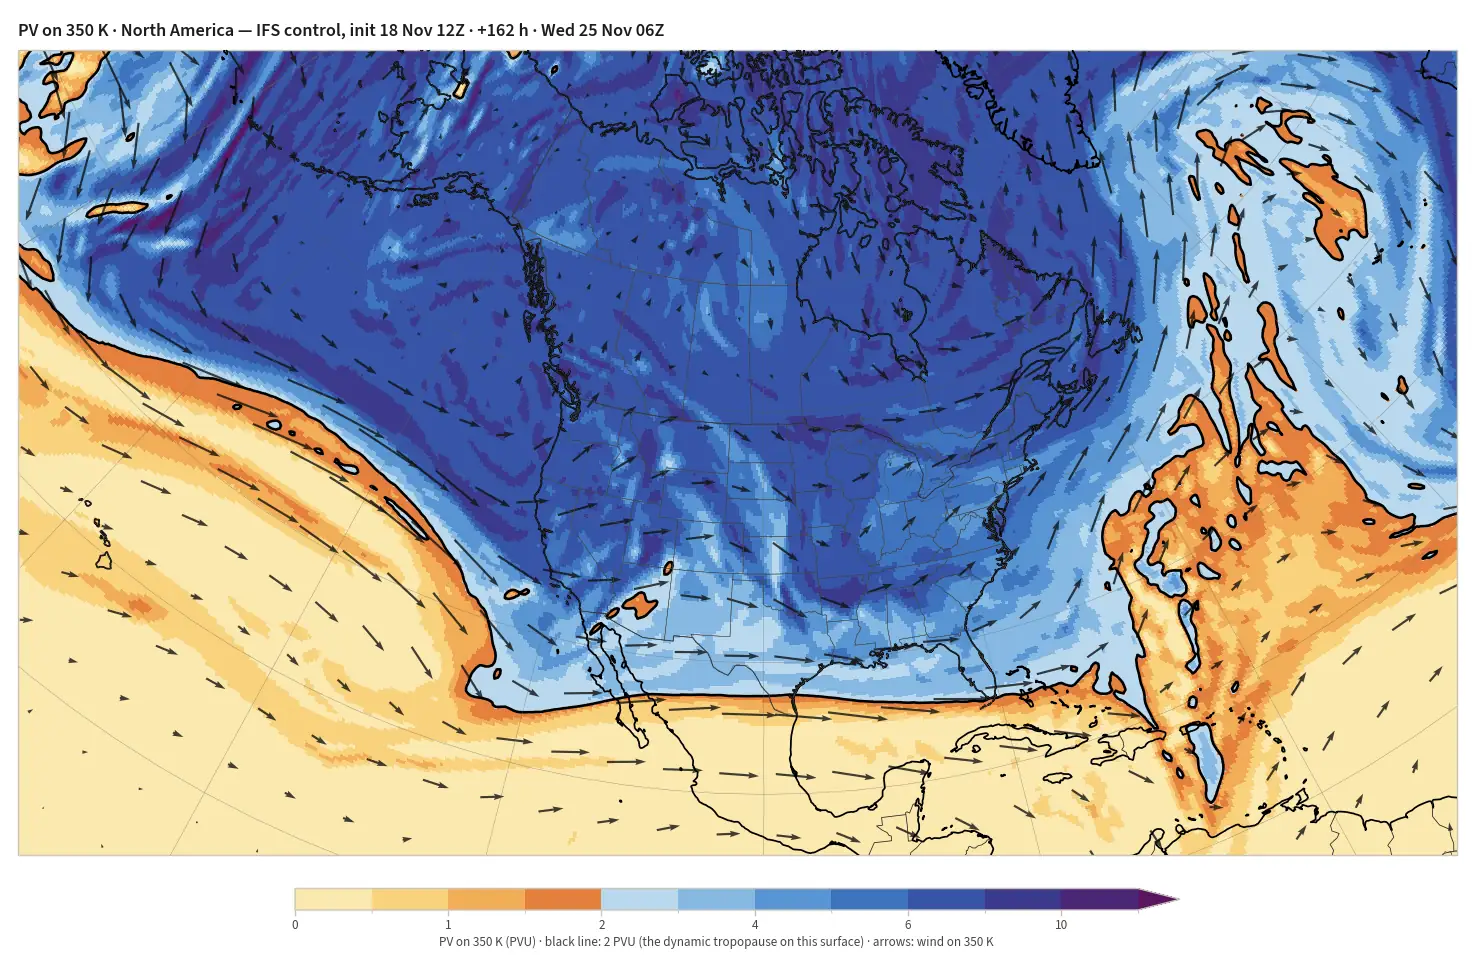 PV on 350 K · North America — IFS control, init 18 Nov 12Z · +162 h · Wed 25 Nov 06Z
0 1 2 4 6 10
PV on 350 K (PVU) · black line: 2 PVU (the dynamic tropopause on this surface) · arrows: wind on 350 K